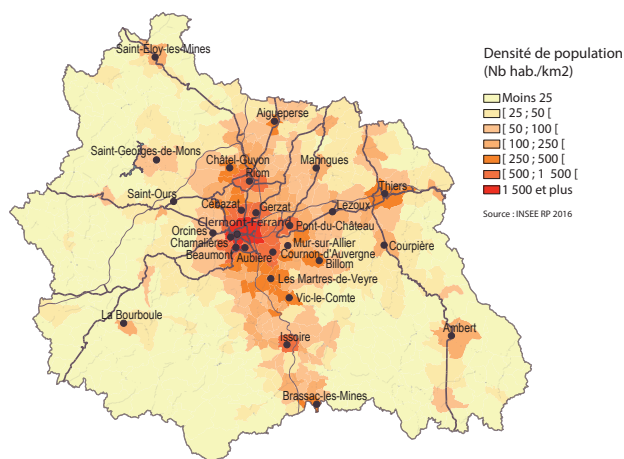 Densité de population
(Nb hab./km2)
Moins 25
[ 25 ; 50 [
[ 50 ; 100 [
[ 100 ; 250 [
[ 250 ; 500 [
[ 500 ; 1 500 [
1 500 et plus
Source : INSEE RP 2016
Saint-Eloy-les-Mines
Aigueperse
Saint-Georges-de-Mons
Châtel-Guyon
Maringues
Riom
Thiers
Saint-Ours
Cébazat
Gerzat
Lezoux
Clermont-Ferrand
Orcines
Pont-du-Château
Chamalières
Mur-sur-Allier
Courpière
Beaumont
Aubière
Cournon-d'Auvergne
Billom
Les Martres-de-Veyre
Vic-le-Comte
La Bourboule
Ambert
Issoire
Brassac-les-Mines